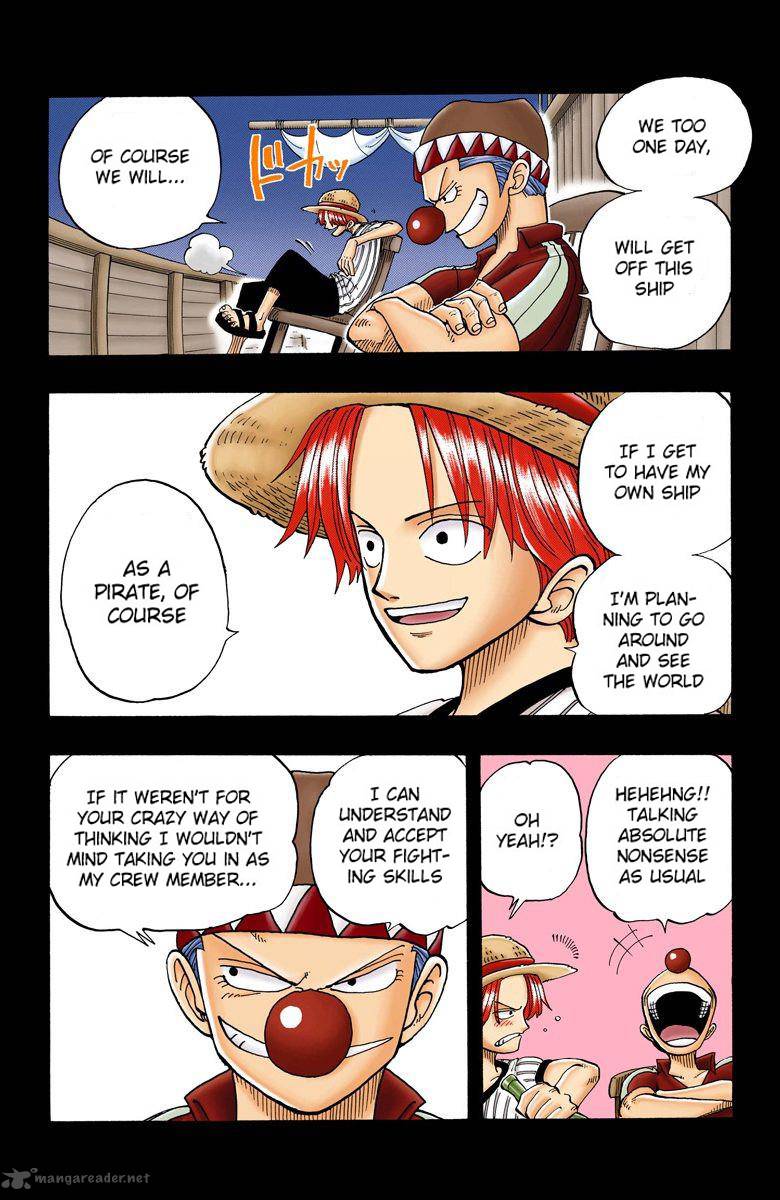 WE TOO
ONE DAY,
WILL GET
OFF THIS
SHIP
ドカッ
OF COURSE
WE WILL...
IF I GET
TO HAVE MY
OWN SHIP
I'M PLAN-
NING TO GO
AROUND
AND SEE
THE WORLD
AS A
PIRATE, OF
COURSE
HEHEHNG!!
TALKING
ABSOLUTE
NONSENSE
AS USUAL
OH
YEAH!?
I CAN
UNDERSTAND
AND ACCEPT
YOUR FIGHT-
ING SKILLS
IF IT WEREN'T FOR
YOUR CRAZY WAY OF
THINKING I WOULDN'T
MIND TAKING YOU IN AS
MY CREW MEMBER...
mangareader.net